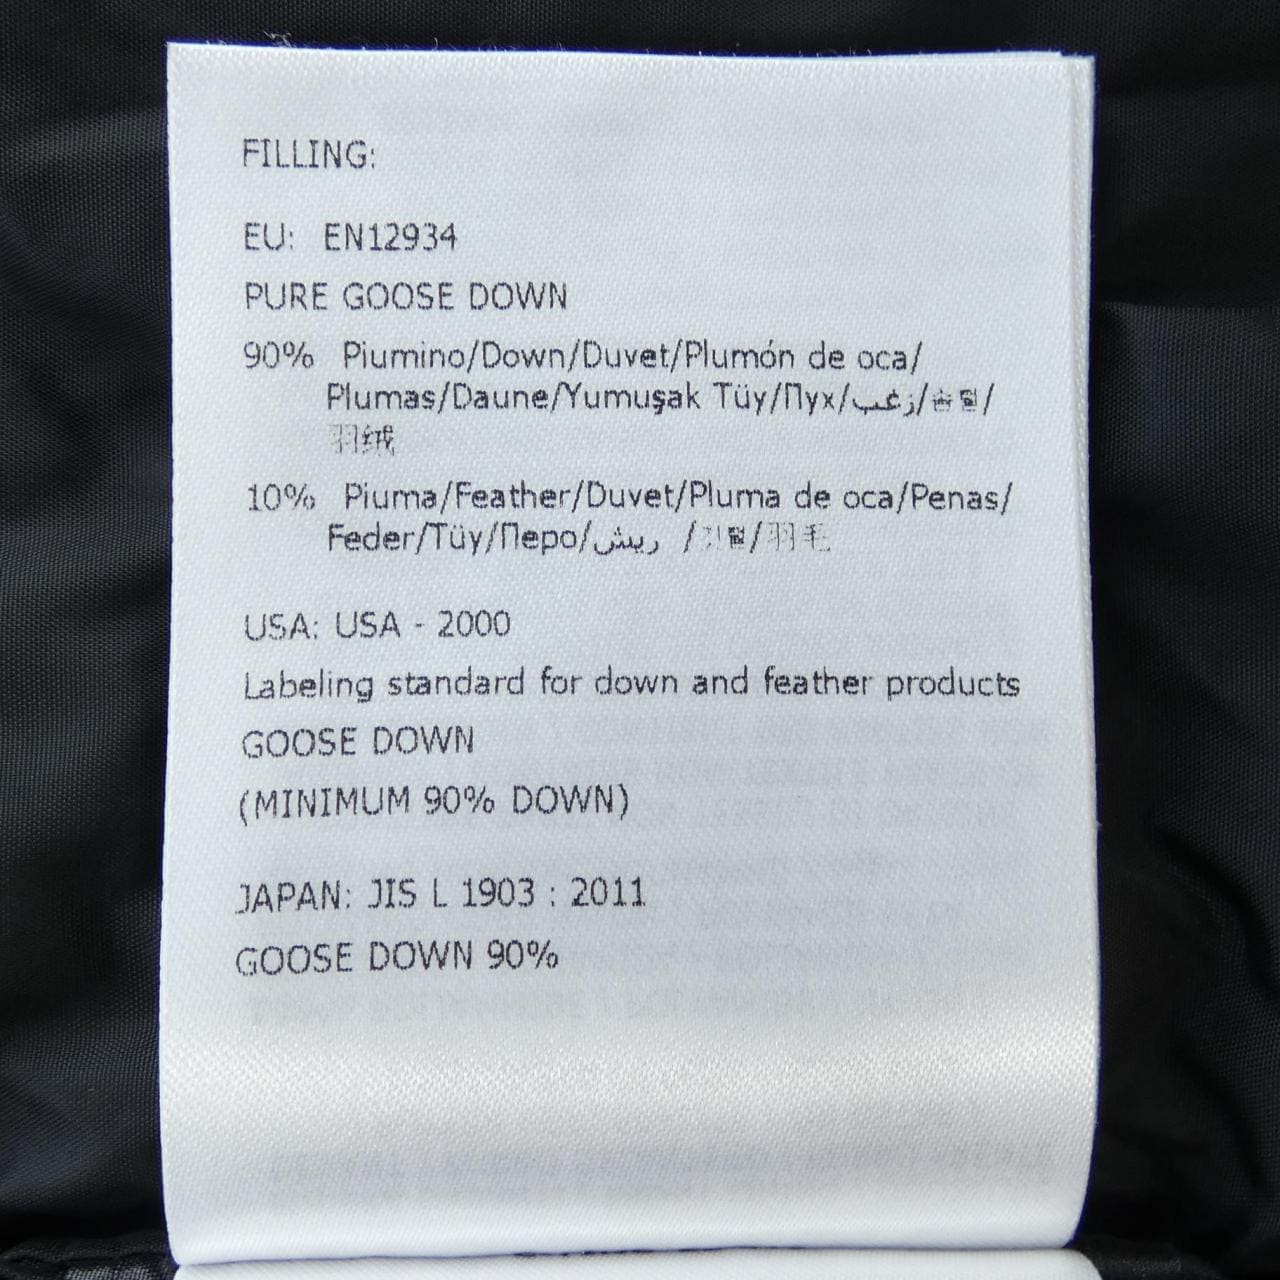 FILLING:
EU: EN12934
PURE GOOSE DOWN
90% Piumino/Down/Duvet/Plumón de oca/
Plumas/Daune/Yumuşak Tüy/Пух/زغب/솜털/
羽绒
10% Piuma/Feather/Duvet/Pluma de oca/Penas/
Feder/Tüy/Перо/ريش /깃털/羽毛
USA: USA - 2000
Labeling standard for down and feather products
GOOSE DOWN
(MINIMUM 90% DOWN)
JAPAN: JIS L 1903 : 2011
GOOSE DOWN 90%